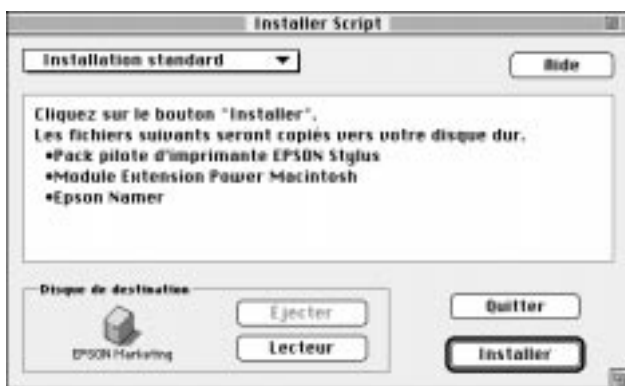 Installer Script
Installation standard
Aide
Cliquez sur le bouton "Installer".
Les fichiers suivants seront copiés vers votre disque dur.
•Pack pilote d'imprimante EPSON Stylus
•Module Extension Power Macintosh
•Epson Namer
Disque de destination
Ejecter
Quitter
EPSON Marketing
Lecteur
Installer